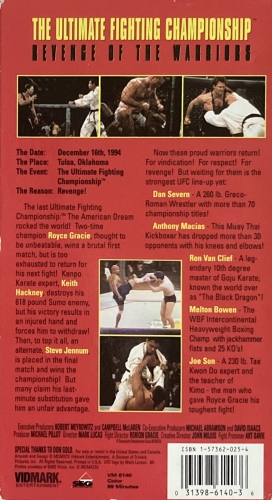 THE ULTIMATE FIGHTING CHAMPIONSHIP™
REVENGE OF THE WARRIORS
The Date: December 16th, 1994
The Place: Tulsa, Oklahoma
The Event: The Ultimate Fighting
Championship™
The Reason: Revenge!
The last Ultimate Fighting
Championship:™ The American Dream
rocked the world! Two-time
champion Royce Gracie, thought to
be unbeatable, wins a brutal first
match, but is too
exhausted to return for
his next fight! Kenpo
Karate expert, Keith
Hackney destroys his
618 pound Sumo enemy,
but his victory results in
an injured hand and
forces him to withdraw!
Then, to top it all, an
alternate, Steve Jennum
is placed in the final
match and wins the
championship! But many
claim his last-minute
substitution gave
him an unfair advantage.
Now these proud warriors return!
For vindication! For respect! For
revenge! But waiting for them is the
strongest UFC line-up yet:
Dan Severn: A 260 lb. Greco-
Roman Wrestler with more than
70 championship titles!
Anthony Macias: This Muay Thai
Kickboxer has dropped more than 30
opponents with his knees and elbows!
Ron Van Clief: A legendary
10th degree
master of Goju Karate;
known the world over
as "The Black Dragon"!
Melton Bowen: The
WBF Intercontinental
Heavyweight Boxing
Champ with jackhammer
fists and 25 KO's!
Joe Son: A 230 lb. Tae
Kwon Do expert and
the teacher of
Kimo - the man who
gave Royce Gracie his
toughest fight!
Executive Producers ROBERT MEYROWITZ and CAMPBELL McLAREN Co-Executive Producers MICHAEL ABRAMSON and DAVID ISAACS
Producer MICHAEL PILLOT Director MARK LUCAS Fight Director RORION GRACIE Creative Consultant JOHN MILIUS Fight Coordinator ART DAVIE
SPECIAL THANKS TO DON GOLD.
VIDMARK
ENTERTAINMENT
SEG
VM 6140
Color
ISBN 1-57362-025-4
0 31398-6140-3 6